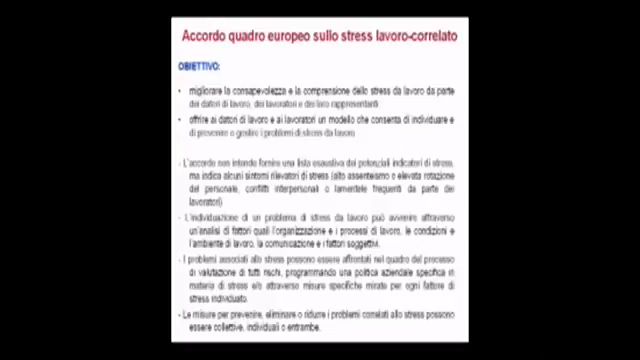 Accordo quadro europeo sullo stress lavoro-correlato
OBIETTIVO:
• migliorare la consapevolezza e la comprensione dello stress da lavoro da parte
dei datori di lavoro, dei lavoratori e dei loro rappresentanti
• offrire ai datori di lavoro e ai lavoratori un modello che consenta di individuare e
di prevenire o gestire i problemi di stress da lavoro
- L'accordo non intende fornire una lista esaustiva dei potenziali indicatori di stress,
ma indica alcuni sintomi rilevatori di stress (alto assenteismo o elevata rotazione
del personale, conflitti interpersonali o lamentele frequenti da parte dei
lavoratori)
- L'individuazione di un problema di stress da lavoro può avvenire attraverso
un'analisi di fattori quali l'organizzazione e i processi di lavoro, le condizioni e
l'ambiente di lavoro, la comunicazione e i fattori soggettivi.
- I problemi associati allo stress possono essere affrontati nel quadro del processo
di valutazione di tutti rischi, programmando una politica aziendale specifica in
materia di stress e/o attraverso misure specifiche mirate per ogni fattore di
stress individuato.
- Le misure per prevenire, eliminare o ridurre i problemi correlati allo stress possono
essere collettive, individuali o entrambe.